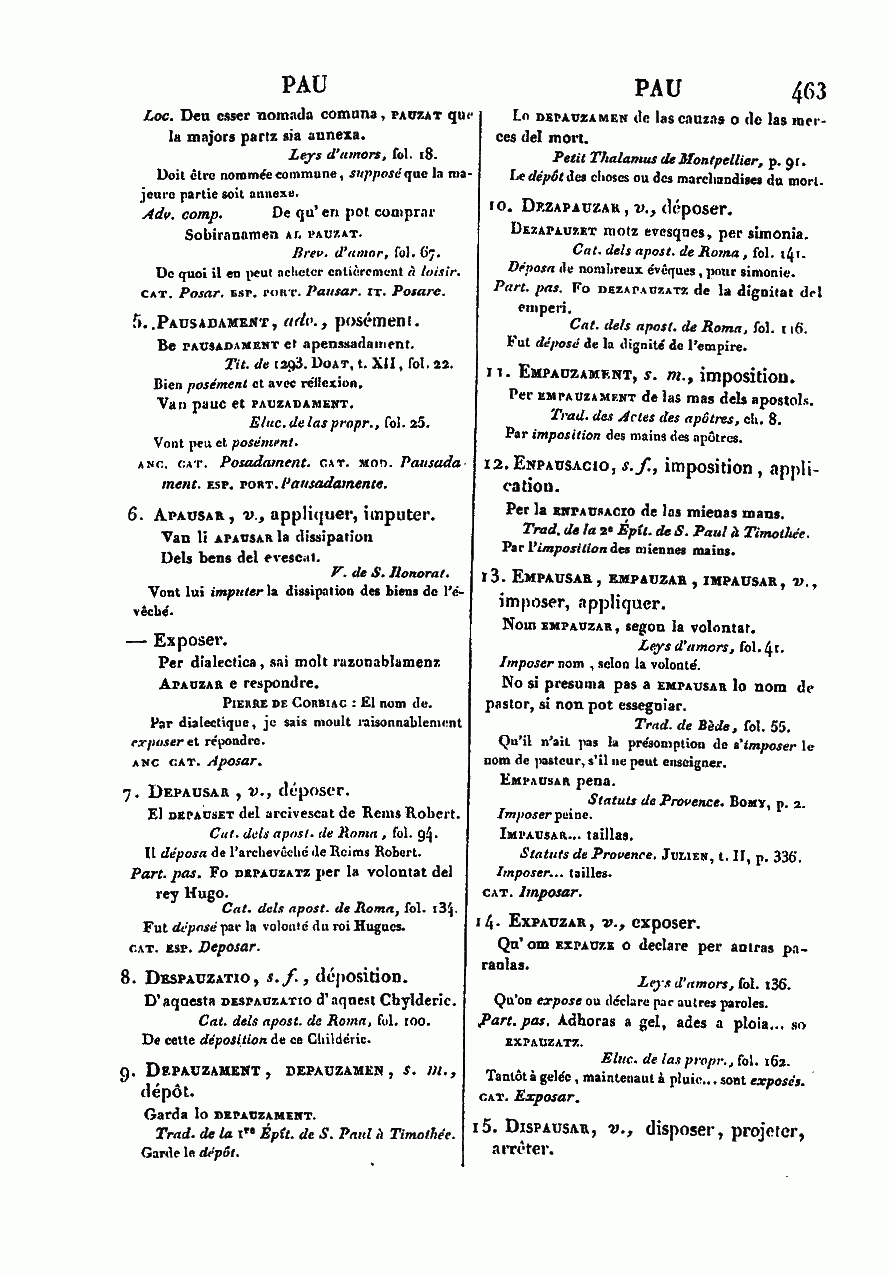 PAU
PAU 463
Loc. Deu esser nomada comuna, PAUZAT que
la majors partz sia annexa.
Leys d'amors, fol. 18.
Doit être nommée commune, supposé que la ma-
jeure partie soit annexe.
Adv. comp. De qu'en pot comprar
Sobiranamen AL PAUZAT.
Brev. d'amor, fol. 67.
De quoi il en peut acheter entièrement à loisir.
CAT. Posar. ESP. PORT. Pausar. IT. Posare.
5. PAUSADAMENT, adv., posément.
Be PAUSADAMENT et apenssadament.
Tit. de 1293. DOAT, t. XII, fol. 22.
Bien posément et avec réflexion.
Van pauc et PAUZADAMENT.
Eluc. de las propr., fol. 25.
Vont peu et posément.
ANC. CAT. Posadament. CAT. MOD. Pausada-
ment. ESP. PORT. Pausadamente.
6. APAUSAR, v., appliquer, imputer.
Van li APAUSAR la dissipation
Dels bens del evescat.
V. de S. Honorat.
Vont lui imputer la dissipation des biens de l'é-
vêché.
— Exposer.
Per dialectica, sai molt razonablamenz
APAUZAR e respondre.
PIERRE DE CORBIAC : El nom de.
Par dialectique, je sais moult raisonnablement
exposer et répondre.
ANC CAT. Aposar.
7. DEPAUSAR, v., déposer.
El DEPAUSET del arcivescat de Rems Robert.
Cat. dels apost. de Roma, fol. 94.
Il déposa de l'archevêché de Reims Robert.
Part. pas. Fo DEPAUZATZ per la volontat del
rey Hugo.
Cat. dels apost. de Roma, fol. 134.
Fut déposé par la volonté du roi Hugues.
CAT. ESP. Deposar.
8. DESPAUZATIO, s. f., déposition.
D'aquesta DESPAUZATIO d'aquest Chylderic.
Cat. dels apost. de Roma, fol. 100.
De cette déposition de ce Childéric.
9. DEPAUZAMENT, DEPAUZAMEN, s. m.,
dépôt.
Garda lo DEPAUZAMENT.
Trad. de la 1re Épît. de S. Paul à Timothée.
Garde le dépôt.
Lo DEPAUZAMEN de las cauzas o de las mer-
ces del mort.
Petit Thalamus de Montpellier, p. 91.
Le dépôt des choses ou des marchandises du mort.
10. DEZAPAUZAR, v., déposer.
DEZAPAUZET motz evesques, per simonia.
Cat. dels apost. de Roma, fol. 141.
Déposa de nombreux évêques, pour simonie.
Part. pas. Fo DEZAPAUZATZ de la dignitat del
emperi.
Cat. dels apost. de Roma, fol. 116.
Fut déposé de la dignité de l'empire.
11. EMPAUZAMENT, s. m., imposition.
Per EMPAUZAMENT de las mas dels apostols.
Trad. des Actes des apôtres, ch. 8.
Par imposition des mains des apôtres.
12. ENPAUSACIO, s. f., imposition, appli-
cation.
Per la ENPAUSACIO de las mienas mans.
Trad. de la 2e Épît. de S. Paul à Timothée.
Par l'imposition des miennes mains.
13. EMPAUSAR, EMPAUZAR, IMPAUSAR, v.,
imposer, appliquer.
Nom EMPAUZAR, segon la volontat.
Leys d'amors, fol. 41.
Imposer nom, selon la volonté.
No si presuma pas a EMPAUSAR lo nom de
pastor, si non pot essegniar.
Trad. de Bède, fol. 55.
Qu'il n'ait pas la présomption de s'imposer le
nom de pasteur, s'il ne peut enseigner.
EMPAUSAR pena.
Statuts de Provence. BOMY, p. 2.
Imposer peine.
IMPAUSAR... taillas.
Statuts de Provence. JULIEN, t. II, p. 336.
Imposer... tailles.
CAT. Imposar.
14. EXPAUZAR, v., exposer.
Qu'om EXPAUZE o declare per autras pa-
raulas.
Leys d'amors, fol. 136.
Qu'on expose ou déclare par autres paroles.
Part. pas. Adhoras a gel, ades a ploia... so
EXPAUZATZ.
Eluc. de las propr., fol. 162.
Tantôt à gelée, maintenant à pluie... sont exposés.
CAT. Exposar.
15. DISPAUSAR, v., disposer, projeter,
arrêter.